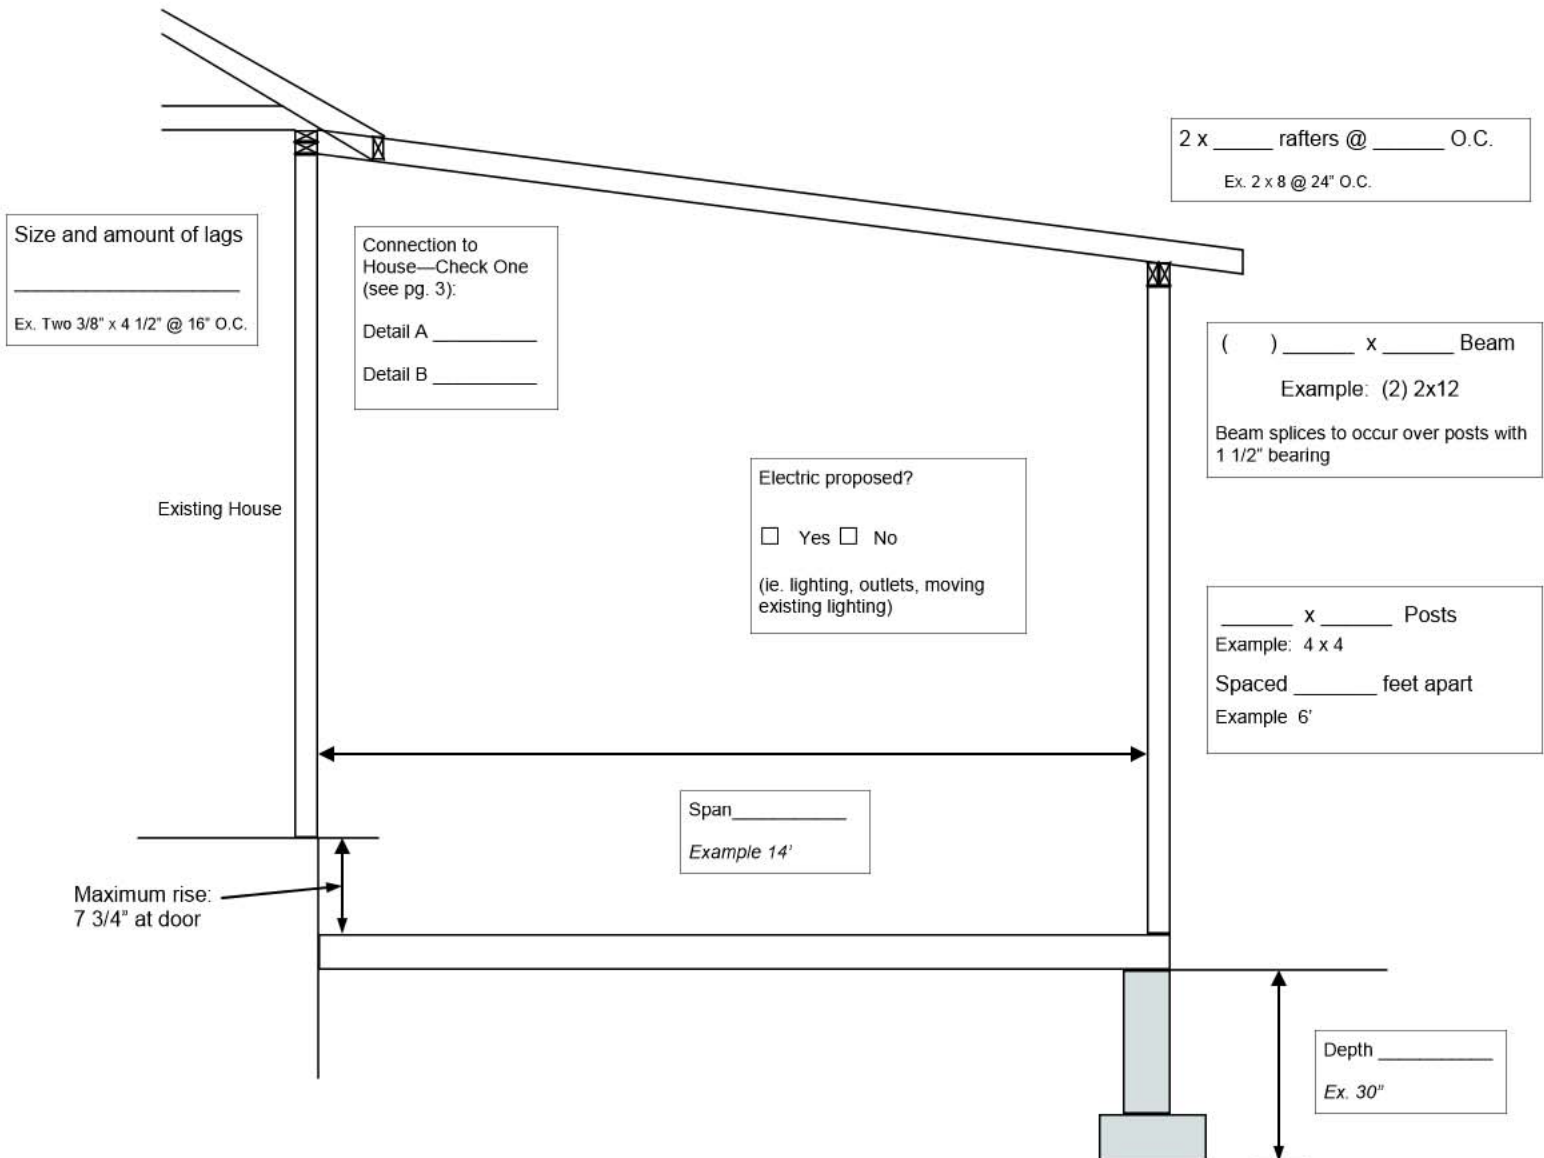 2 x _____ rafters @ ______ O.C.
Ex. 2 x 8 @ 24" O.C.
Size and amount of lags
___________________
Ex. Two 3/8" x 4 1/2" @ 16" O.C.
Connection to
House—Check One
(see pg. 3):
Detail A __________
Detail B __________
( ) ______ x ______ Beam
Example: (2) 2x12
Beam splices to occur over posts with
1 1/2" bearing
Electric proposed?
☐ Yes ☐ No
(ie. lighting, outlets, moving
existing lighting)
Existing House
______ x ______ Posts
Example: 4 x 4
Spaced _______ feet apart
Example 6'
Span___________
Example 14'
Maximum rise:
7 3/4" at door
Depth ___________
Ex. 30"